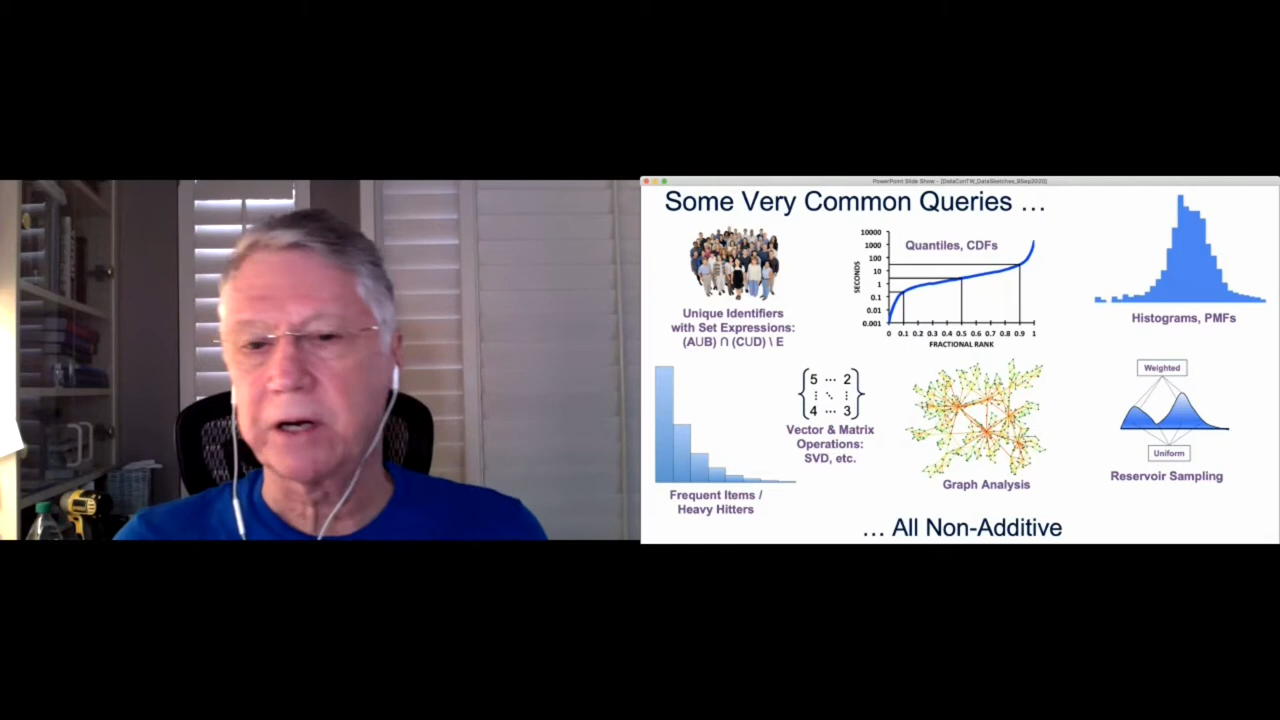 PowerPoint Slide Show - [DataConTW_DataSketches_9Sep2020]
Some Very Common Queries …
Unique Identifiers
with Set Expressions:
(A∪B) ∩ (C∪D) \ E
Quantiles, CDFs
SECONDS
10000
1000
100
10
1
0.1
0.01
0.001
0 0.1 0.2 0.3 0.4 0.5 0.6 0.7 0.8 0.9 1
FRACTIONAL RANK
Histograms, PMFs
Frequent Items /
Heavy Hitters
5 ⋯ 2
⋮ ⋱ ⋮
4 ⋯ 3
Vector & Matrix
Operations:
SVD, etc.
Graph Analysis
Weighted
Uniform
Reservoir Sampling
… All Non-Additive